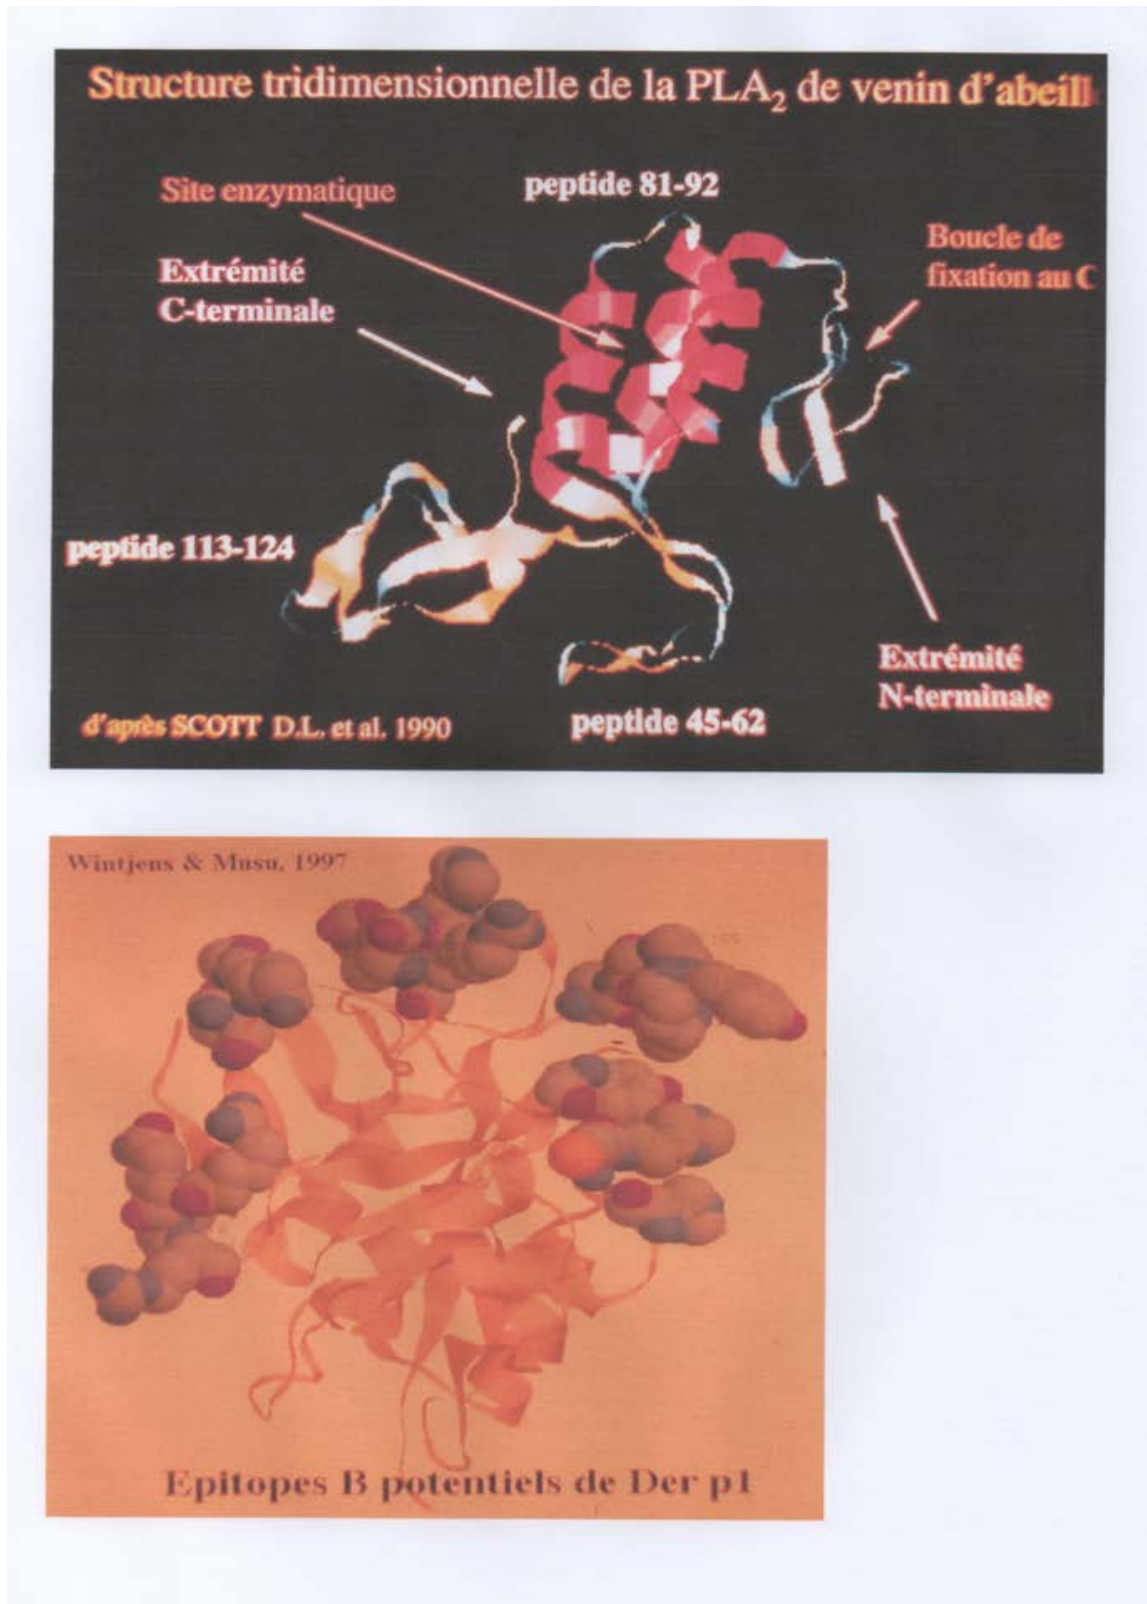 Structure tridimensionnelle de la PLA₂ de venin d'abeill
Site enzymatique
peptide 81-92
Extrémité
C-terminale
Boucle de
fixation au C
peptide 113-124
Extrémité
N-terminale
d'après SCOTT D.L. et al. 1990
peptide 45-62
Wintjens & Musu, 1997
Epitopes B potentiels de Der p1